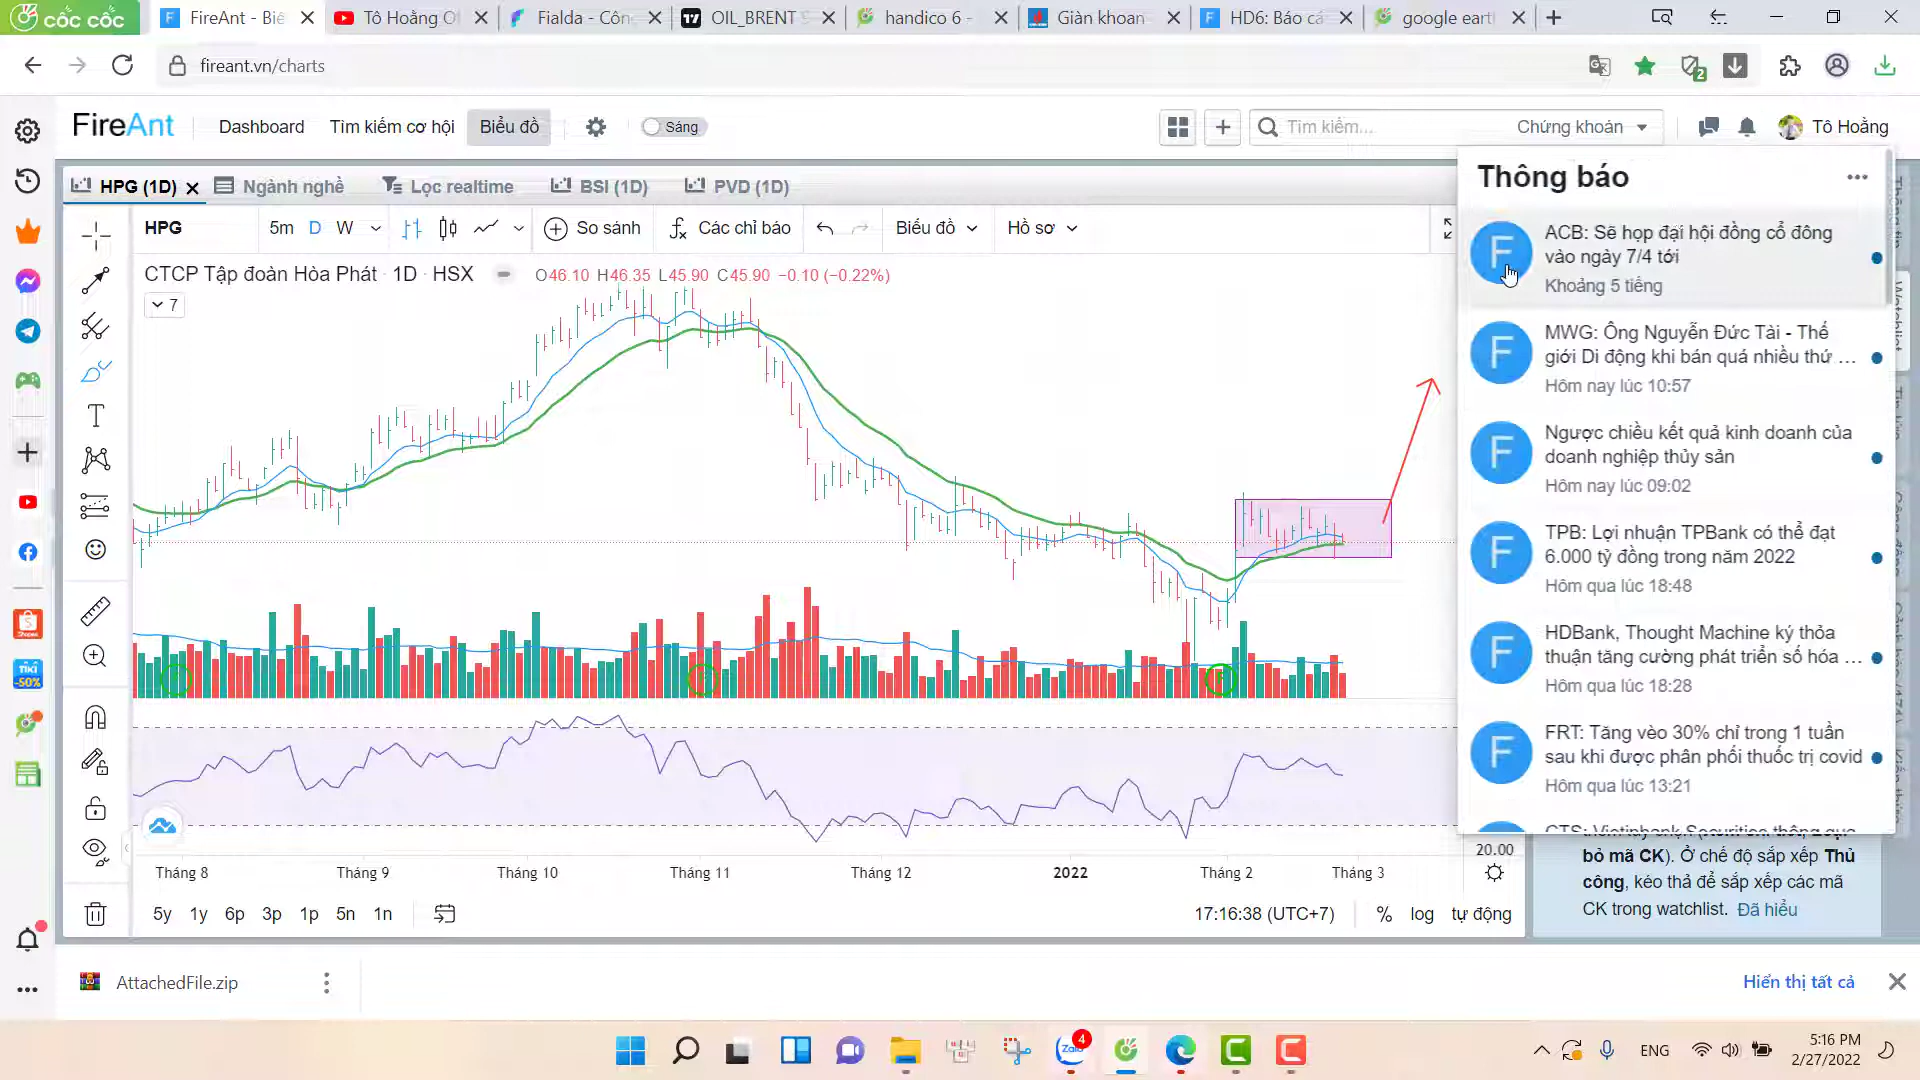 cốc cốc
FireAnt - Biể
Tô Hoằng Of
Fialda - Côn
OIL_BRENT
handico 6 -
Giàn khoan
HD6: Báo cá
google eart
fireant.vn/charts
2
FireAnt
Dashboard
Tìm kiếm cơ hội
Biểu đồ
Sáng
Tìm kiếm...
Chứng khoán
Tô Hoằng
HPG (1D)
Ngành nghề
Lọc realtime
BSI (1D)
PVD (1D)
HPG
5m
D
W
So sánh
Các chỉ báo
Biểu đồ
Hồ sơ
CTCP Tập đoàn Hòa Phát · 1D · HSX
O46.10 H46.35 L45.90 C45.90 −0.10 (−0.22%)
7
Thông báo
ACB: Sẽ họp đại hội đồng cổ đông
vào ngày 7/4 tới
Khoảng 5 tiếng
MWG: Ông Nguyễn Đức Tài - Thế
giới Di động khi bán quá nhiều thứ ...
Hôm nay lúc 10:57
Ngược chiều kết quả kinh doanh của
doanh nghiệp thủy sản
Hôm nay lúc 09:02
TPB: Lợi nhuận TPBank có thể đạt
6.000 tỷ đồng trong năm 2022
Hôm qua lúc 18:48
HDBank, Thought Machine ký thỏa
thuận tăng cường phát triển số hóa ...
Hôm qua lúc 18:28
FRT: Tăng vèo 30% chỉ trong 1 tuần
sau khi được phân phối thuốc trị covid
Hôm qua lúc 13:21
20.00
bỏ mã CK). Ở chế độ sắp xếp Thủ
công, kéo thả để sắp xếp các mã
CK trong watchlist. Đã hiểu
Tháng 8
Tháng 9
Tháng 10
Tháng 11
Tháng 12
2022
Tháng 2
Tháng 3
5y
1y
6p
3p
1p
5n
1n
17:16:38 (UTC+7)
%
log
tự động
AttachedFile.zip
Hiển thị tất cả
TIKI
-50%
Zalo
4
ENG
5:16 PM
2/27/2022